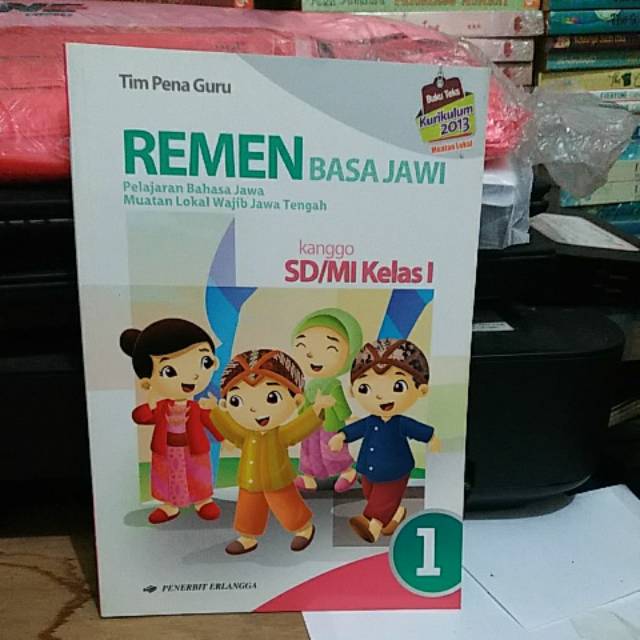 Tim Pena Guru
Buku Teks
Kurikulum
2013
Muatan Lokal
REMEN BASA JAWI
Pelajaran Bahasa Jawa
Muatan Lokal Wajib Jawa Tengah
kanggo
SD/MI Kelas I
1
PENERBIT ERLANGGA